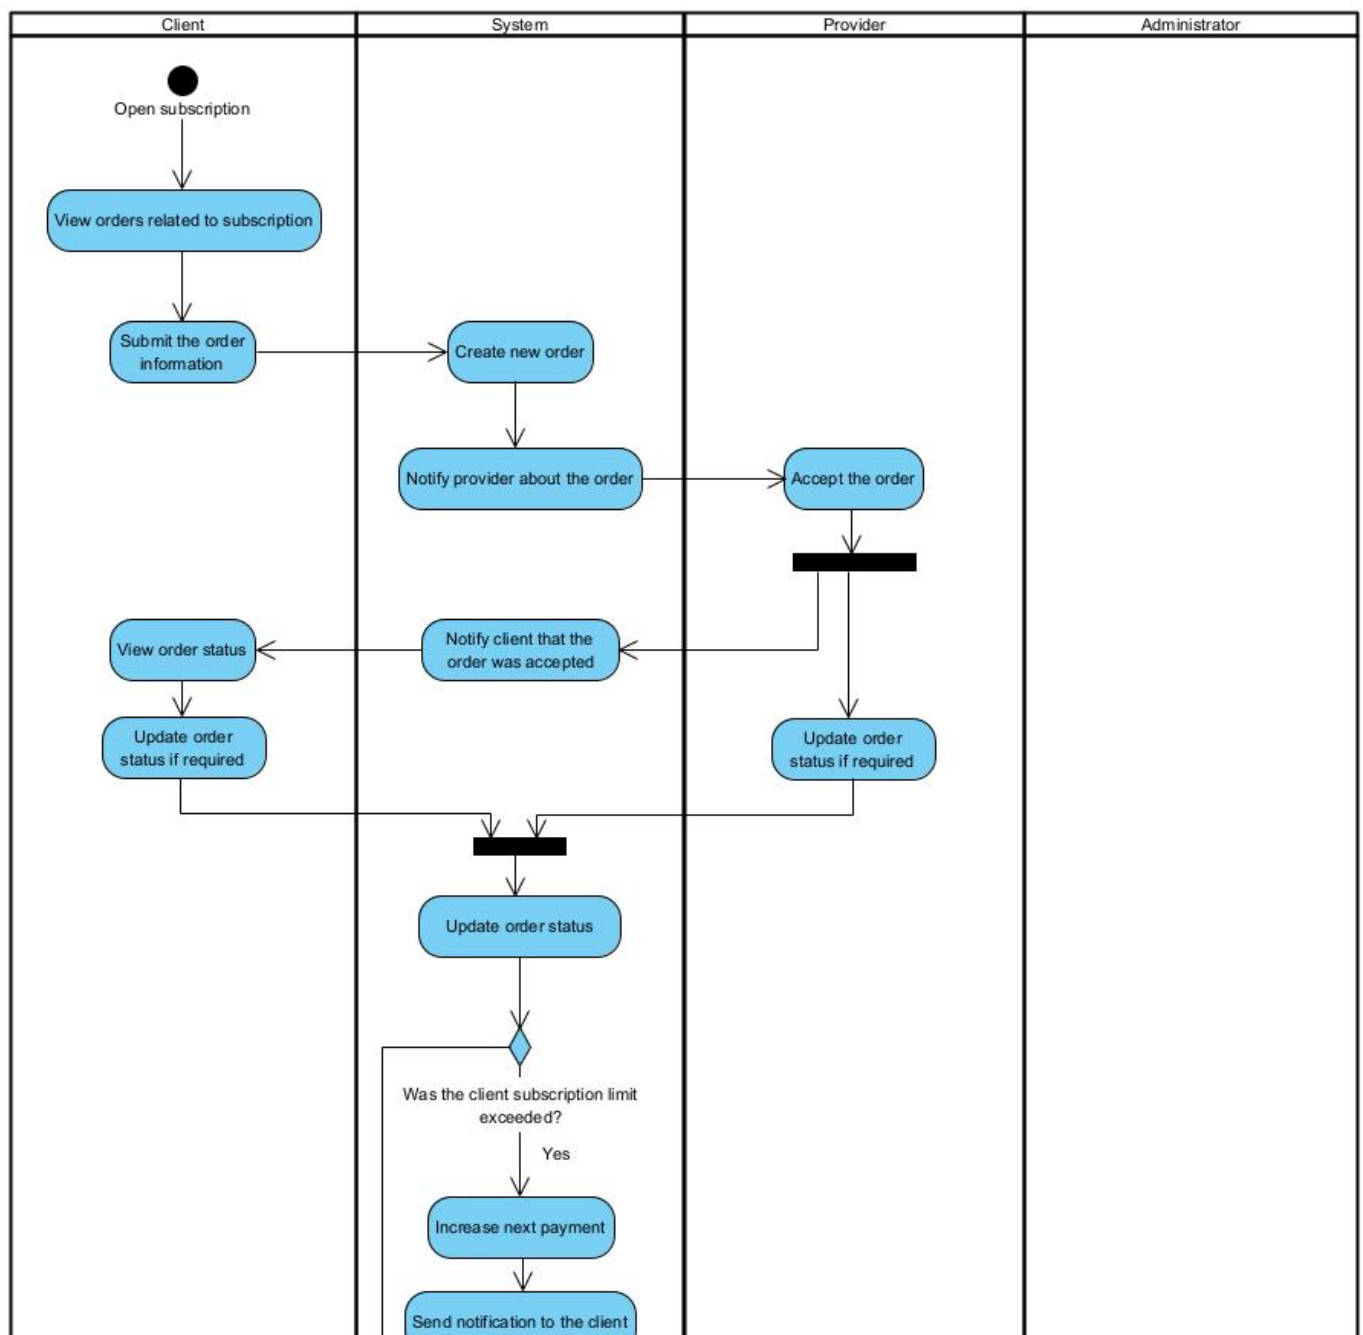 Client
System
Provider
Administrator
Open subscription
View orders related to subscription
Submit the order
information
Create new order
Notify provider about the order
Accept the order
View order status
Notify client that the
order was accepted
Update order
status if required
Update order
status if required
Update order status
Was the client subscription limit
exceeded?
Yes
Increase next payment
Send notification to the client